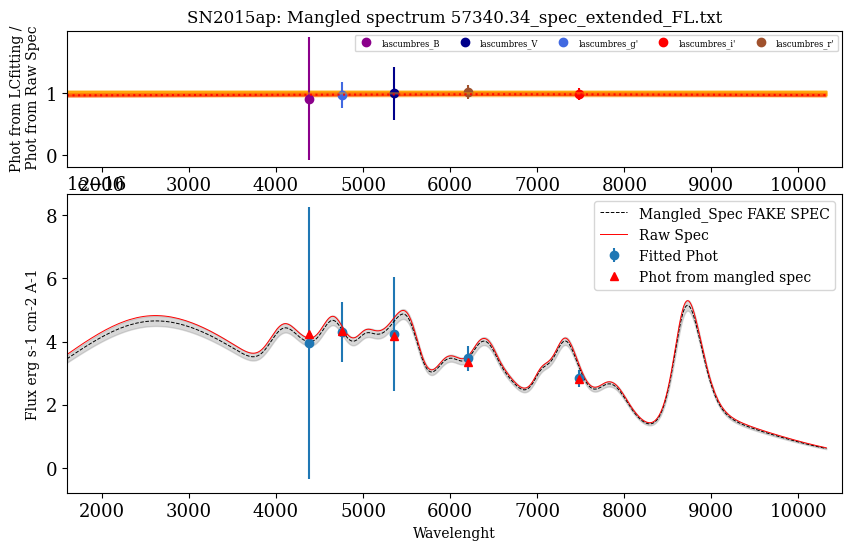 SN2015ap: Mangled spectrum 57340.34_spec_extended_FL.txt
Phot from LCfitting /
Phot from Raw Spec
lascumbres_B lascumbres_V lascumbres_g' lascumbres_i' lascumbres_r'
1
0
2000 3000 4000 5000 6000 7000 8000 9000 10000
Flux erg s-1 cm-2 A-1
8
6
4
2
0
Mangled_Spec FAKE SPEC
Raw Spec
Fitted Phot
Phot from mangled spec
2000 3000 4000 5000 6000 7000 8000 9000 10000
Wavelenght